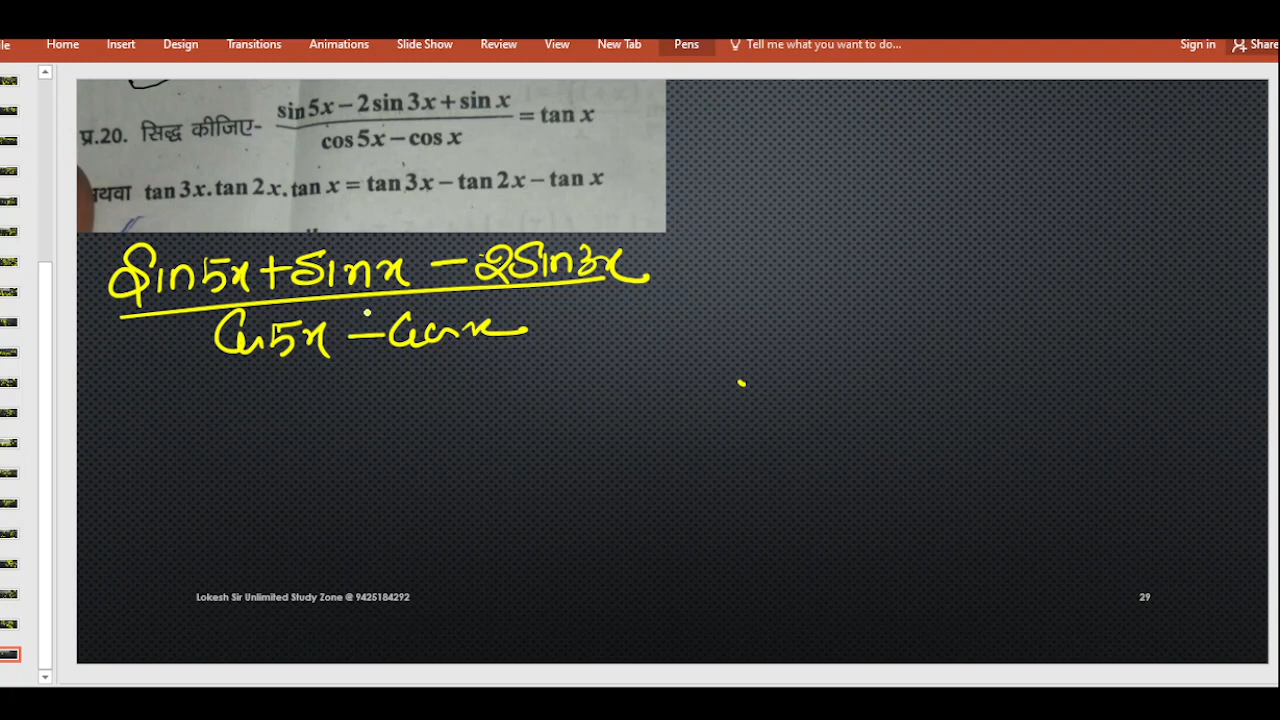 Home Insert Design Transitions Animations Slide Show Review View New Tab Pens Tell me what you want to do... Sign in Share
प्र.20. सिद्ध कीजिए- sin 5x − 2 sin 3x + sin x
cos 5x − cos x
= tan x
tan 3x. tan 2x. tan x = tan 3x − tan 2x − tan x
Sin5x + Sinx − 2Sin3x
Cos5x − Cosx
Lokesh Sir Unlimited Study Zone @ 9425184292
29